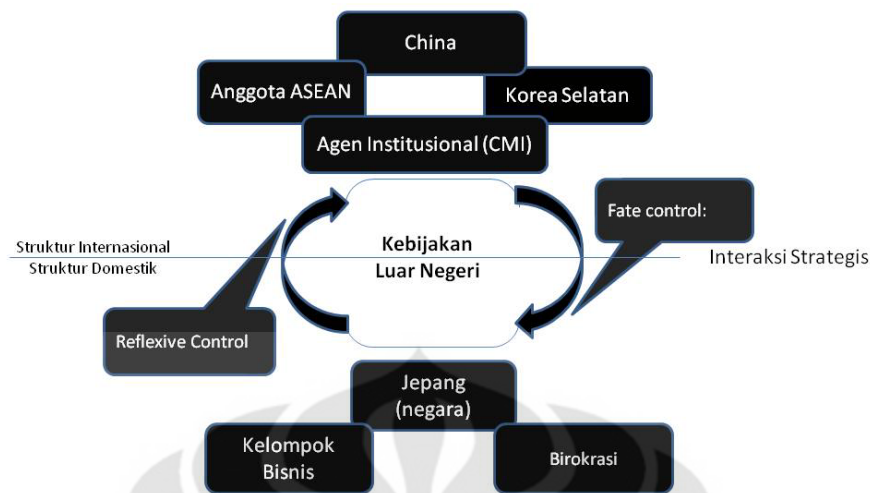 China
Anggota ASEAN
Korea Selatan
Agen Institusional (CMI)
Fate control:
Kebijakan
Luar Negeri
Struktur Internasional
Struktur Domestik
Interaksi Strategis
Reflexive Control
Jepang
(negara)
Kelompok
Bisnis
Birokrasi